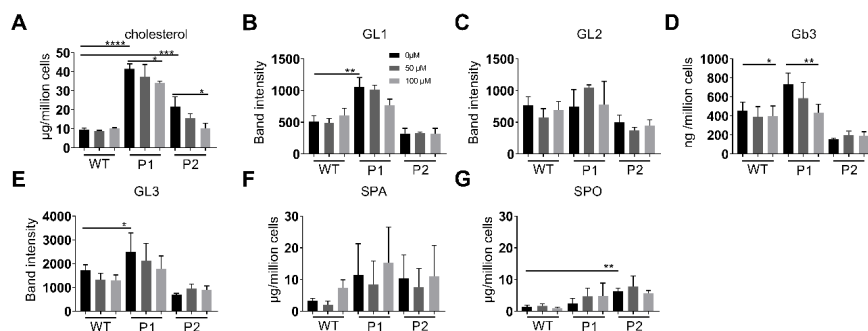 A
cholesterol
****
***
*
*
µg/million cells
50
40
30
20
10
0
WT
P1
P2
B
GL1
**
0µM
50 µM
100 µM
Band intensity
1500
1000
500
0
WT
P1
P2
C
GL2
Band intensity
1500
1000
500
0
WT
P1
P2
D
Gb3
*
**
ng /million cells
1000
800
600
400
200
0
WT
P1
P2
E
GL3
*
Band intensity
4000
3000
2000
1000
0
WT
P1
P2
F
SPA
µg/million cells
30
20
10
0
WT
P1
P2
G
SPO
**
µg/million cells
30
20
10
0
WT
P1
P2